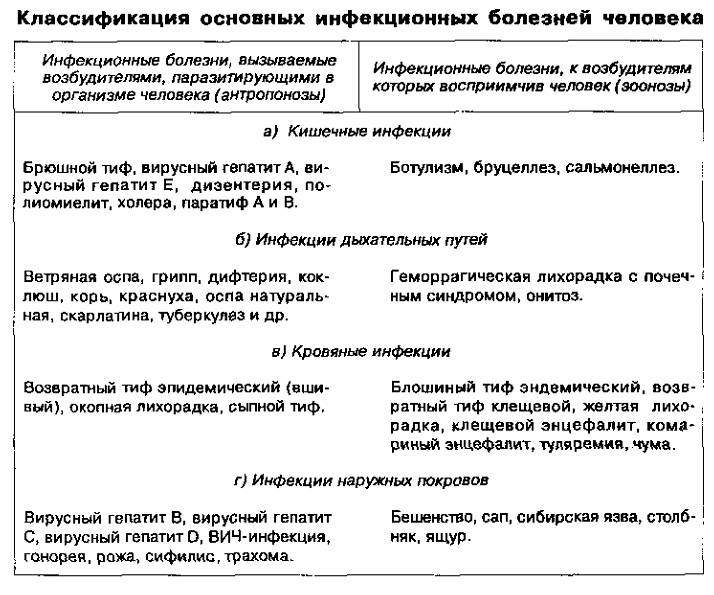 Классификация основных инфекционных болезней человека
Инфекционные болезни, вызываемые
возбудителями, паразитирующими в
организме человека (антропонозы)
Инфекционные болезни, к возбудителям
которых восприимчив человек (зоонозы)
а) Кишечные инфекции
Брюшной тиф, вирусный гепатит А, ви-
русный гепатит Е, дизентерия, по-
лиомиелит, холера, паратиф А и В.
Ботулизм, бруцеллез, сальмонеллез.
б) Инфекции дыхательных путей
Ветряная оспа, грипп, дифтерия, кок-
люш, корь, краснуха, оспа натураль-
ная, скарлатина, туберкулез и др.
Геморрагическая лихорадка с почеч-
ным синдромом, онитоз.
в) Кровяные инфекции
Возвратный тиф эпидемический (вши-
вый), окопная лихорадка, сыпной тиф.
Блошиный тиф эндемический, возв-
ратный тиф клещевой, желтая лихо-
радка, клещевой энцефалит, кома-
риный энцефалит, туляремия, чума.
г) Инфекции наружных покровов
Вирусный гепатит В, вирусный гепатит
С, вирусный гепатит D, ВИЧ-инфекция,
гонорея, рожа, сифилис, трахома.
Бешенство, сап, сибирская язва, столб-
няк, ящур.